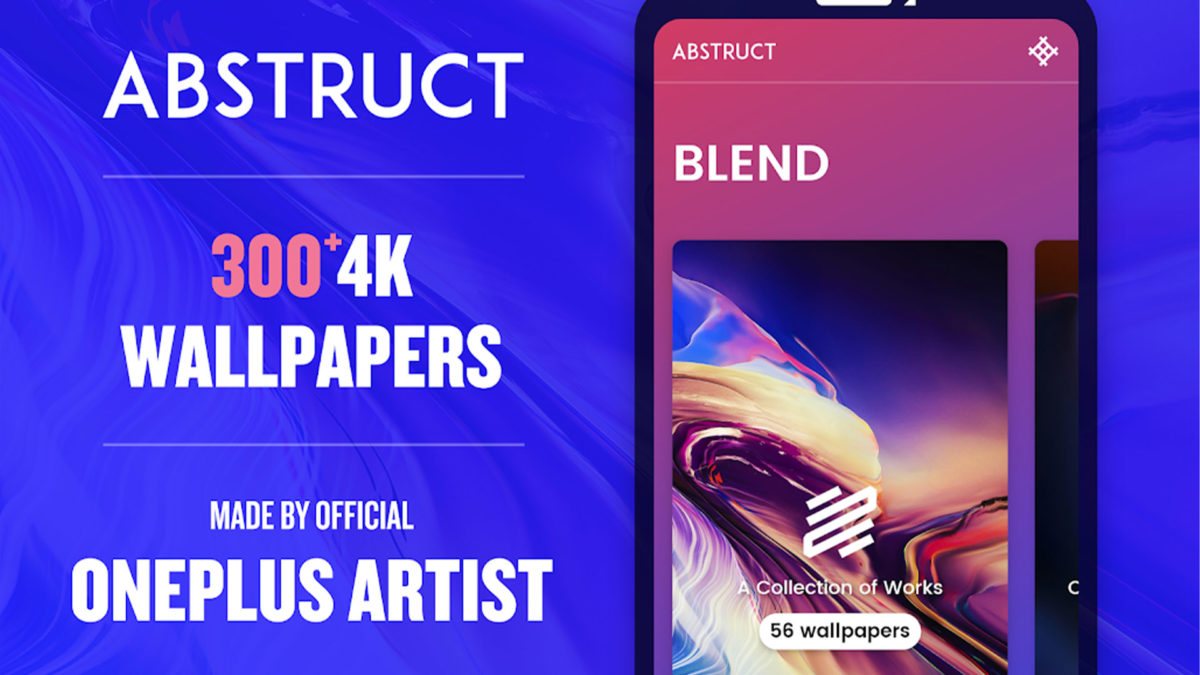 ABSTRUCT
300+4K
WALLPAPERS
MADE BY OFFICIAL
ONEPLUS ARTIST
ABSTRUCT
BLEND
A Collection of Works
56 wallpapers